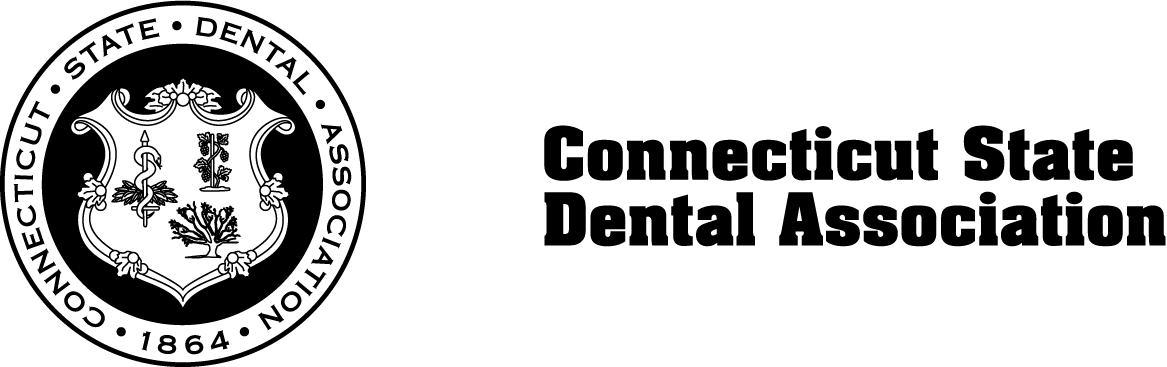 CONNECTICUT • STATE • DENTAL • ASSOCIATION • 1864 •
Connecticut State
Dental Association